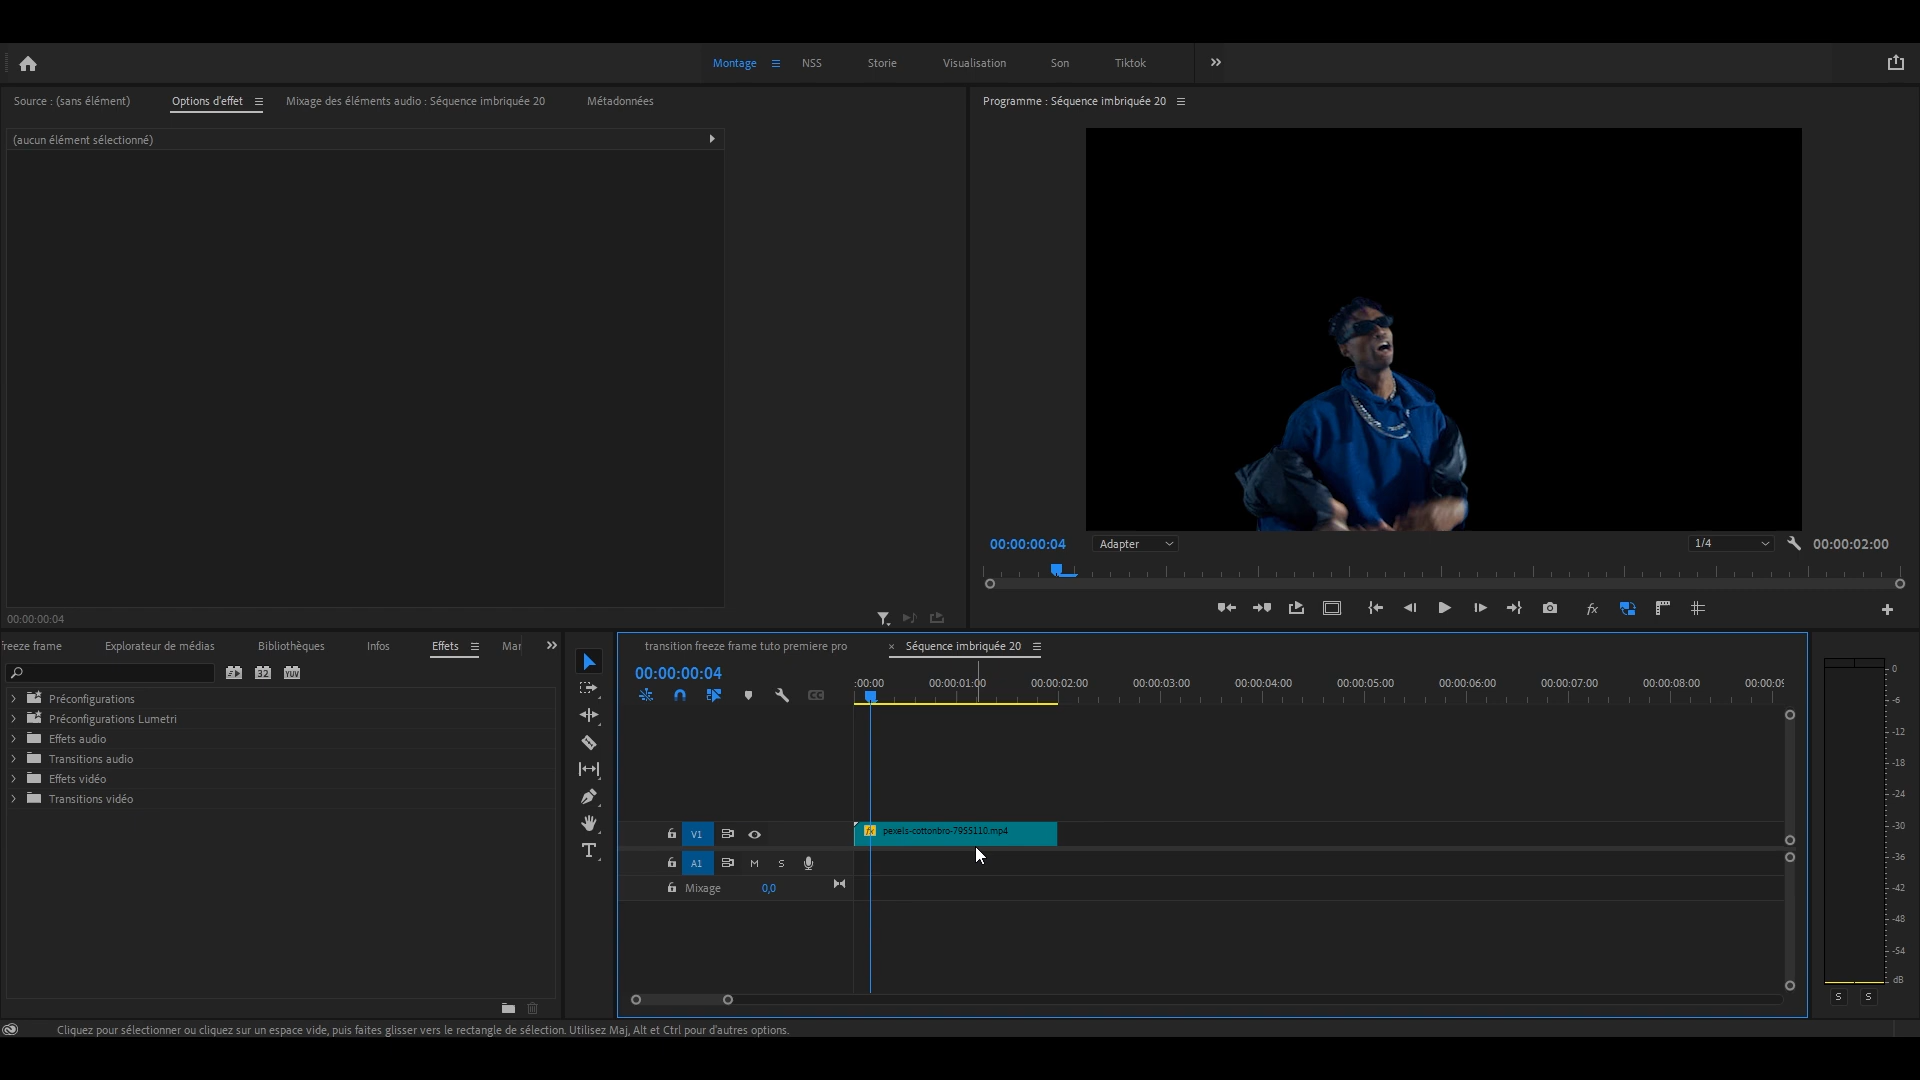 Montage NSS Storie Visualisation Son Tiktok
Source : (sans élément) Options d'effet Mixage des éléments audio : Séquence imbriquée 20 Métadonnées
Programme : Séquence imbriquée 20
(aucun élément sélectionné)
00:00:00:04 Adapter 1/4 00:00:02:00
00:00:00:04
fx
reeze frame Explorateur de médias Bibliothèques Infos Effets Mar
32 YUV
Préconfigurations
Préconfigurations Lumetri
Effets audio
Transitions audio
Effets vidéo
Transitions vidéo
T
transition freeze frame tuto premiere pro × Séquence imbriquée 20
00:00:00:04
CC
:00:00 00:00:01:00 00:00:02:00 00:00:03:00 00:00:04:00 00:00:05:00 00:00:06:00 00:00:07:00 00:00:08:00 00:00:0
V1 fx pexels-cottonbro-7955110.mp4
A1 M S
Mixage 0,0
0
-6
-12
-18
-24
-30
-36
-42
-48
-54
dB
S S
Cliquez pour sélectionner ou cliquez sur un espace vide, puis faites glisser vers le rectangle de sélection. Utilisez Maj, Alt et Ctrl pour d'autres options.